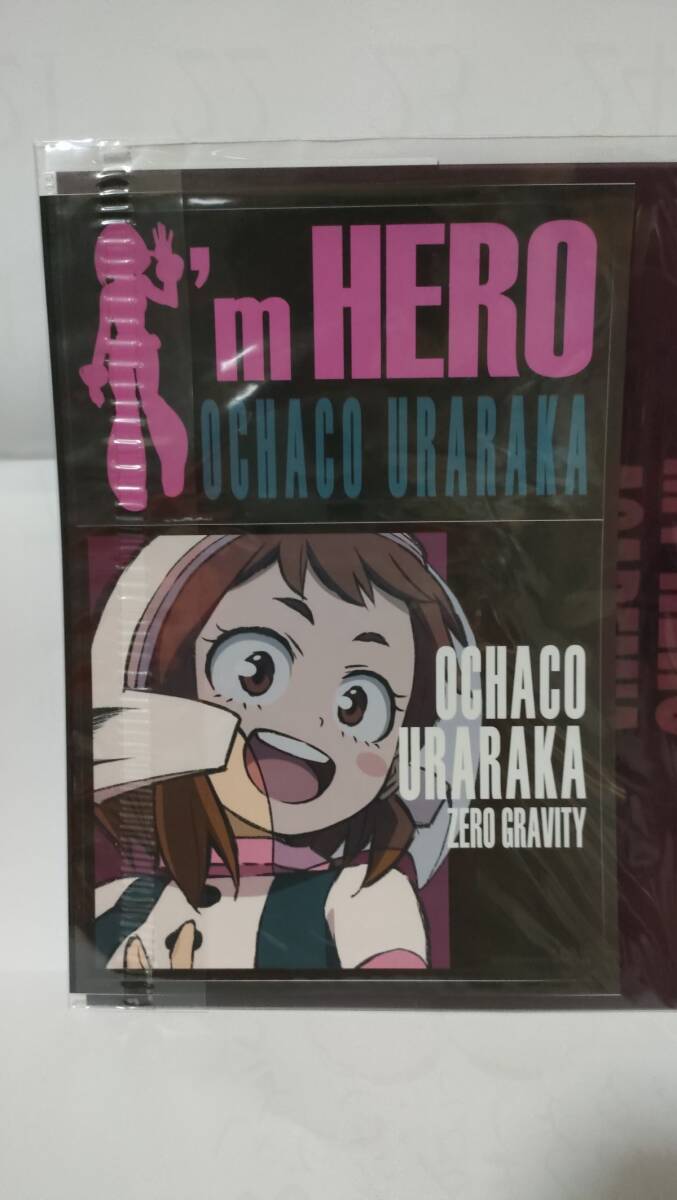 'm HERO
OCHACO URARAKA
OCHACO
URARAKA
ZERO GRAVITY